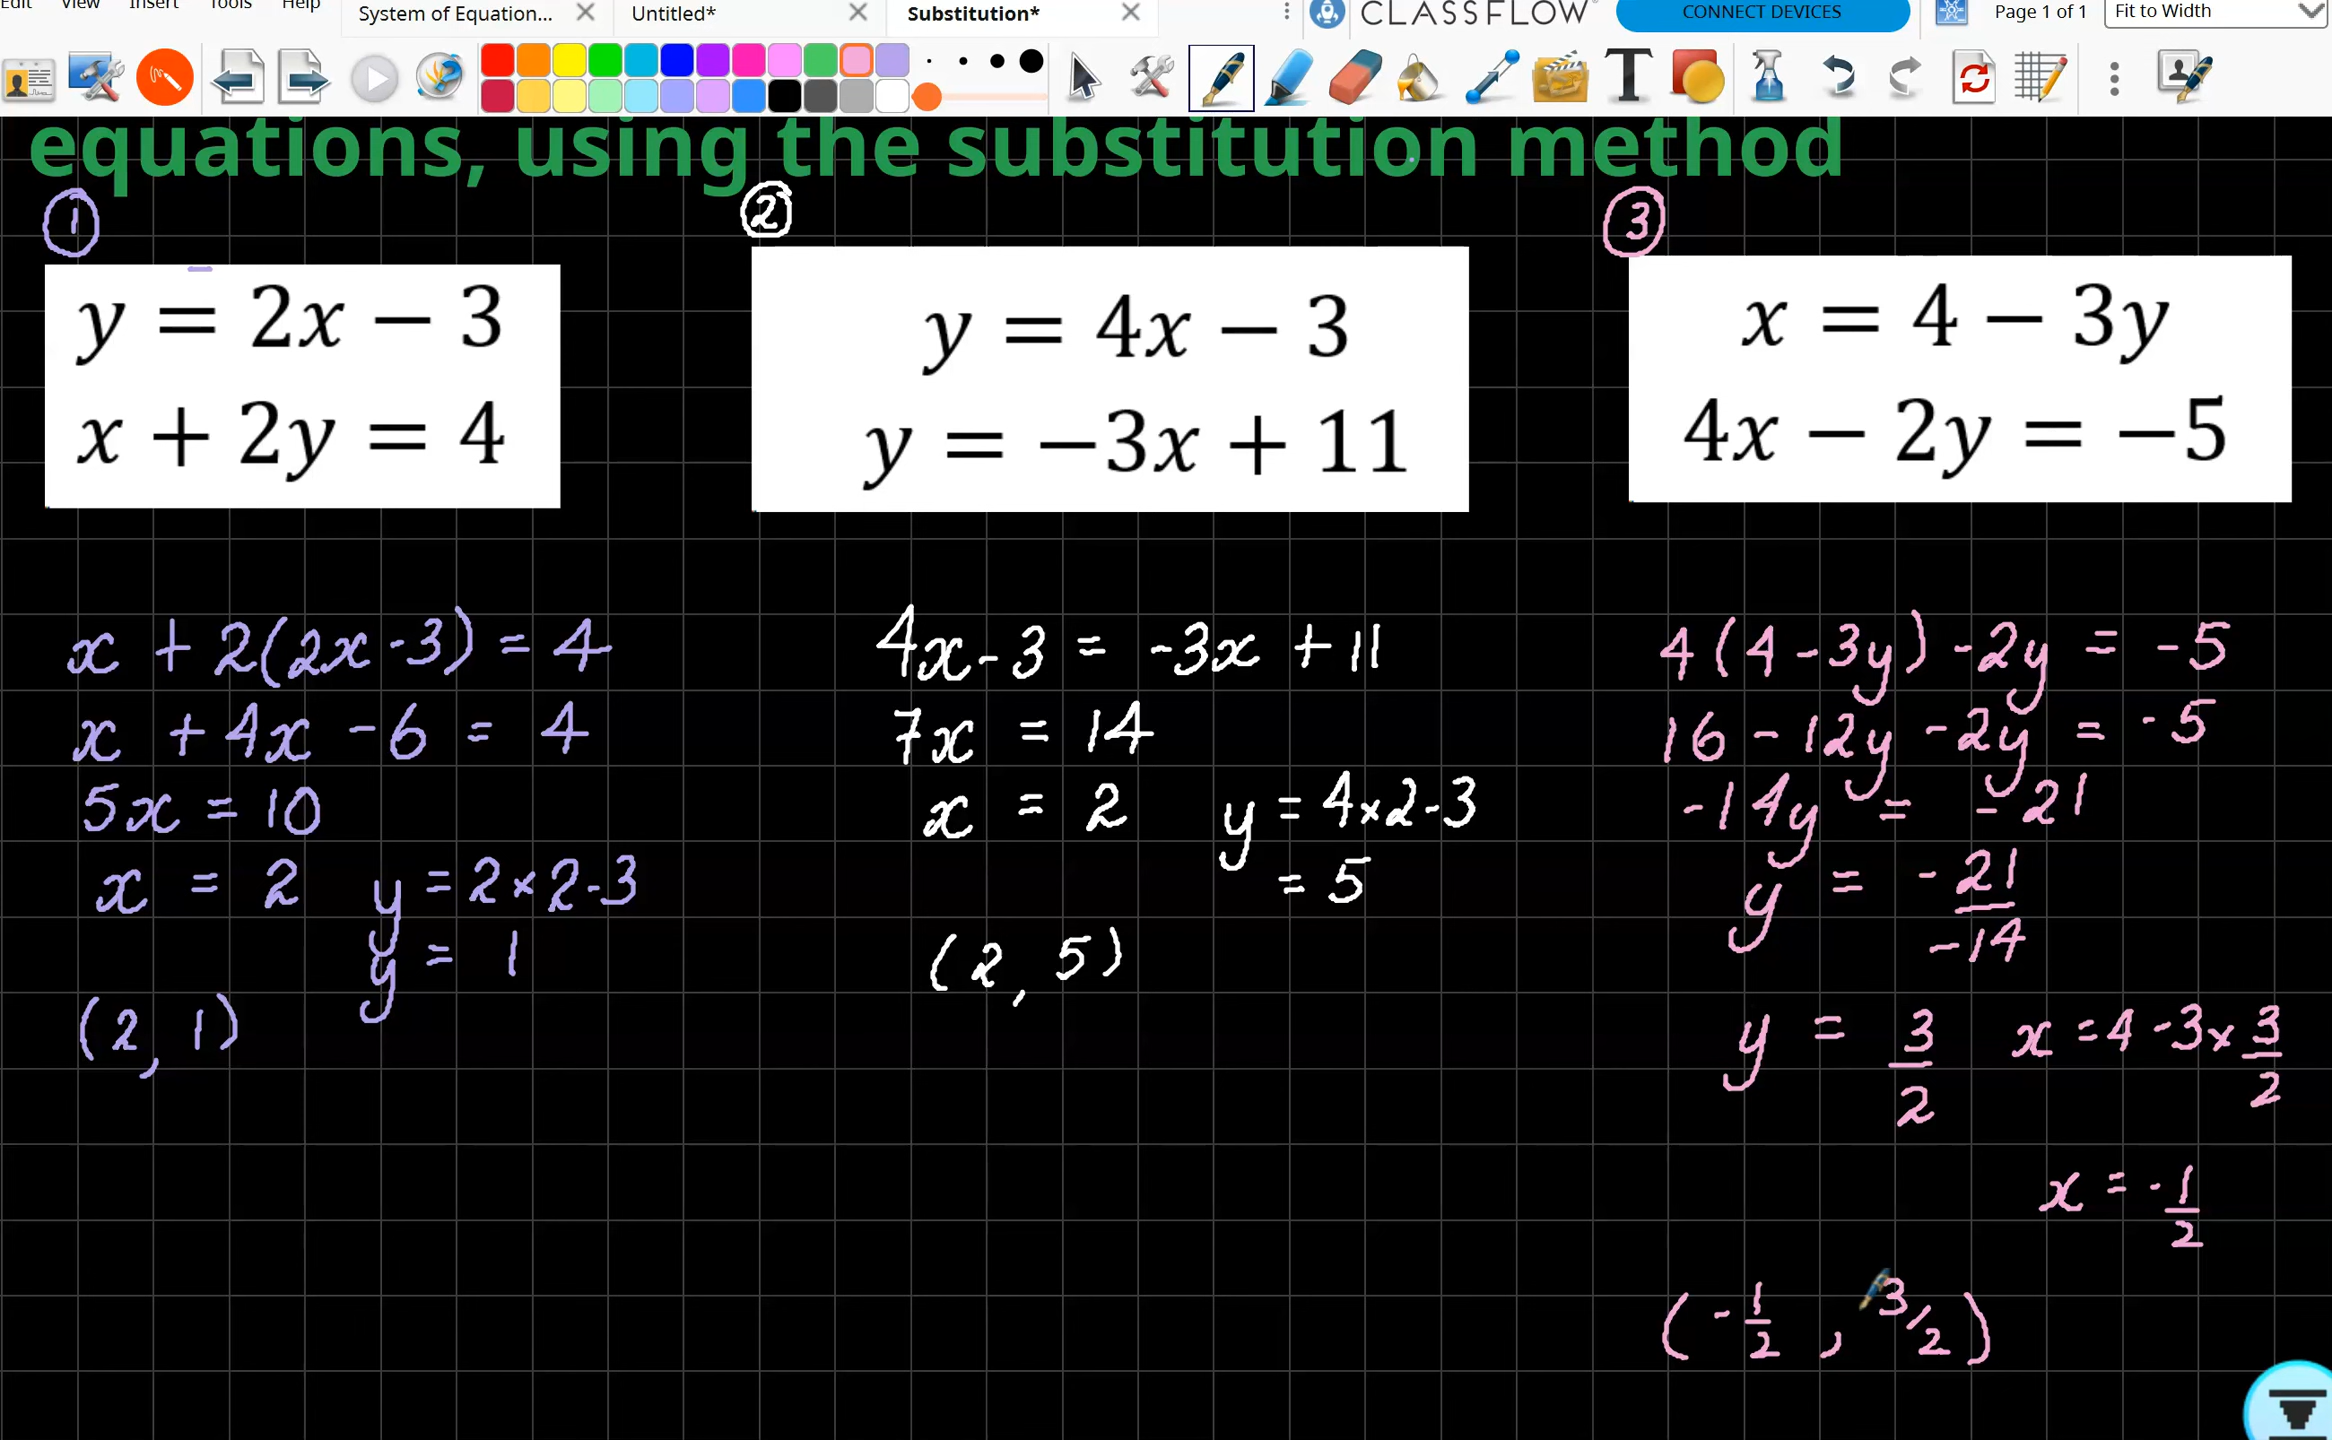 Edit View Insert Tools Help
System of Equation...
Untitled*
Substitution*
CLASSFLOW
CONNECT DEVICES
Page 1 of 1
Fit to Width
equations, using the substitution method
①
y = 2x − 3
x + 2y = 4
x + 2(2x - 3) = 4
x + 4x - 6 = 4
5x = 10
x = 2 y = 2 × 2 - 3
y = 1
(2, 1)
②
y = 4x − 3
y = −3x + 11
4x - 3 = -3x + 11
7x = 14
x = 2 y = 4 × 2 - 3
= 5
(2, 5)
③
x = 4 − 3y
4x − 2y = −5
4(4 - 3y) - 2y = -5
16 - 12y - 2y = -5
-14y = -21
y = -21/-14
y = 3/2 x = 4 - 3 × 3/2
x = -1/2
(-1/2, 3/2)